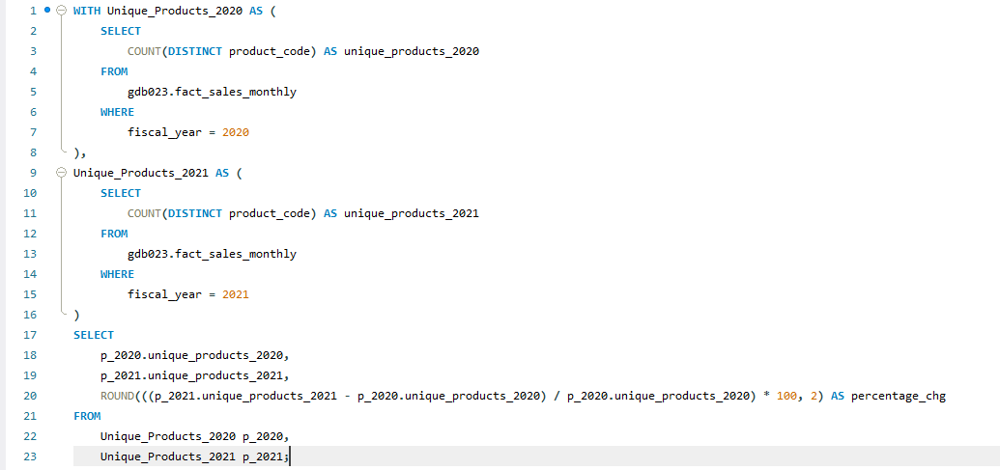 1 WITH Unique_Products_2020 AS (
2 SELECT
3 COUNT(DISTINCT product_code) AS unique_products_2020
4 FROM
5 gdb023.fact_sales_monthly
6 WHERE
7 fiscal_year = 2020
8 ),
9 Unique_Products_2021 AS (
10 SELECT
11 COUNT(DISTINCT product_code) AS unique_products_2021
12 FROM
13 gdb023.fact_sales_monthly
14 WHERE
15 fiscal_year = 2021
16 )
17 SELECT
18 p_2020.unique_products_2020,
19 p_2021.unique_products_2021,
20 ROUND(((p_2021.unique_products_2021 - p_2020.unique_products_2020) / p_2020.unique_products_2020) * 100, 2) AS percentage_chg
21 FROM
22 Unique_Products_2020 p_2020,
23 Unique_Products_2021 p_2021;